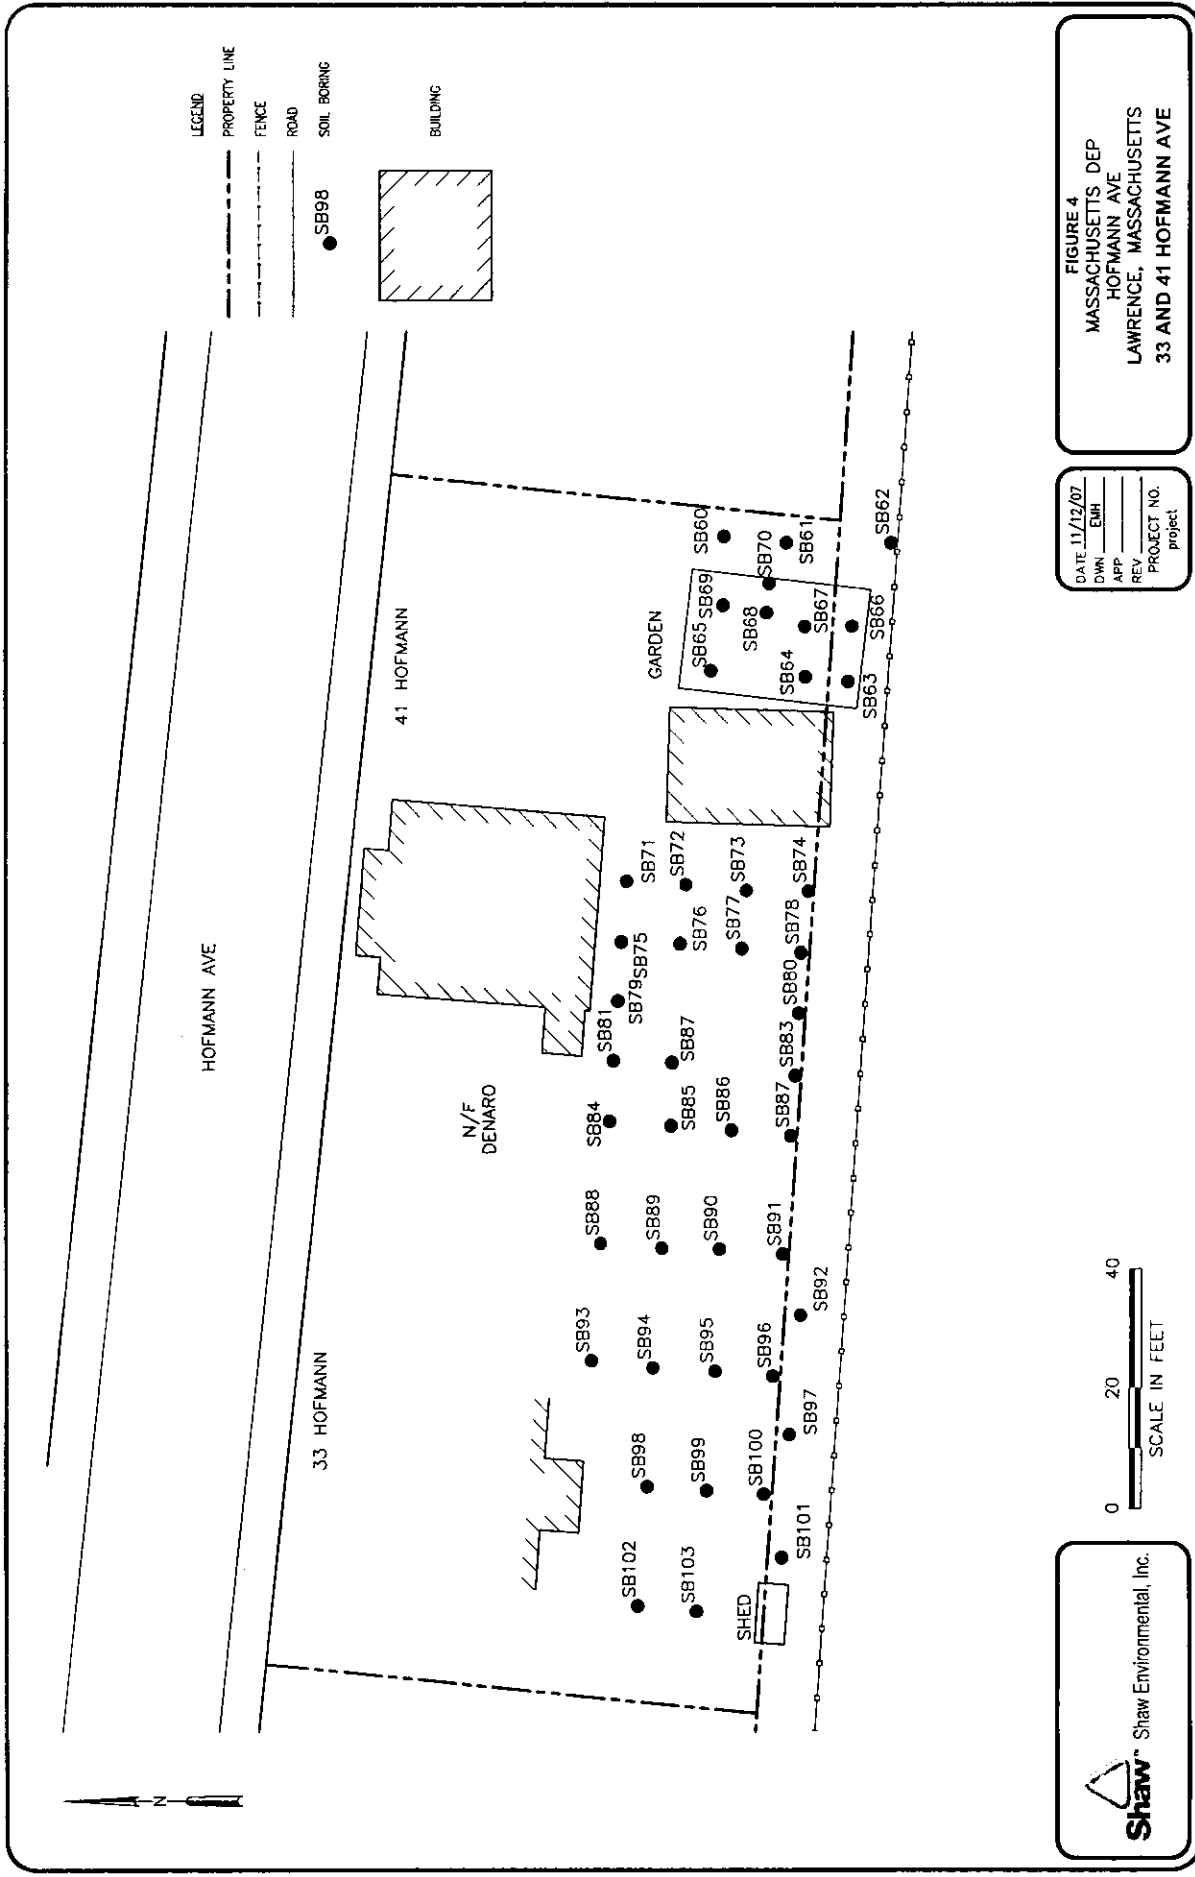 LEGEND
PROPERTY LINE
FENCE
ROAD
SB98
SOIL BORING
BUILDING
HOFMANN AVE
33 HOFMANN
41 HOFMANN
N/F
DENARO
GARDEN
SB60
SB70
SB61
SB62
SB69
SB68
SB67
SB66
SB65
SB64
SB63
SB71
SB72
SB73
SB74
SB75
SB76
SB77
SB78
SB79
SB80
SB81
SB87
SB83
SB84
SB85
SB86
SB87
SB88
SB89
SB90
SB91
SB92
SB93
SB94
SB95
SB96
SB97
SB98
SB99
SB100
SB101
SB102
SB103
SHED
N
0 20 40
SCALE IN FEET
Shaw™ Shaw Environmental, Inc.
DATE 11/12/07
DWN EMH
APP
REV
PROJECT NO.
project
FIGURE 4
MASSACHUSETTS DEP
HOFMANN AVE
LAWRENCE, MASSACHUSETTS
33 AND 41 HOFMANN AVE